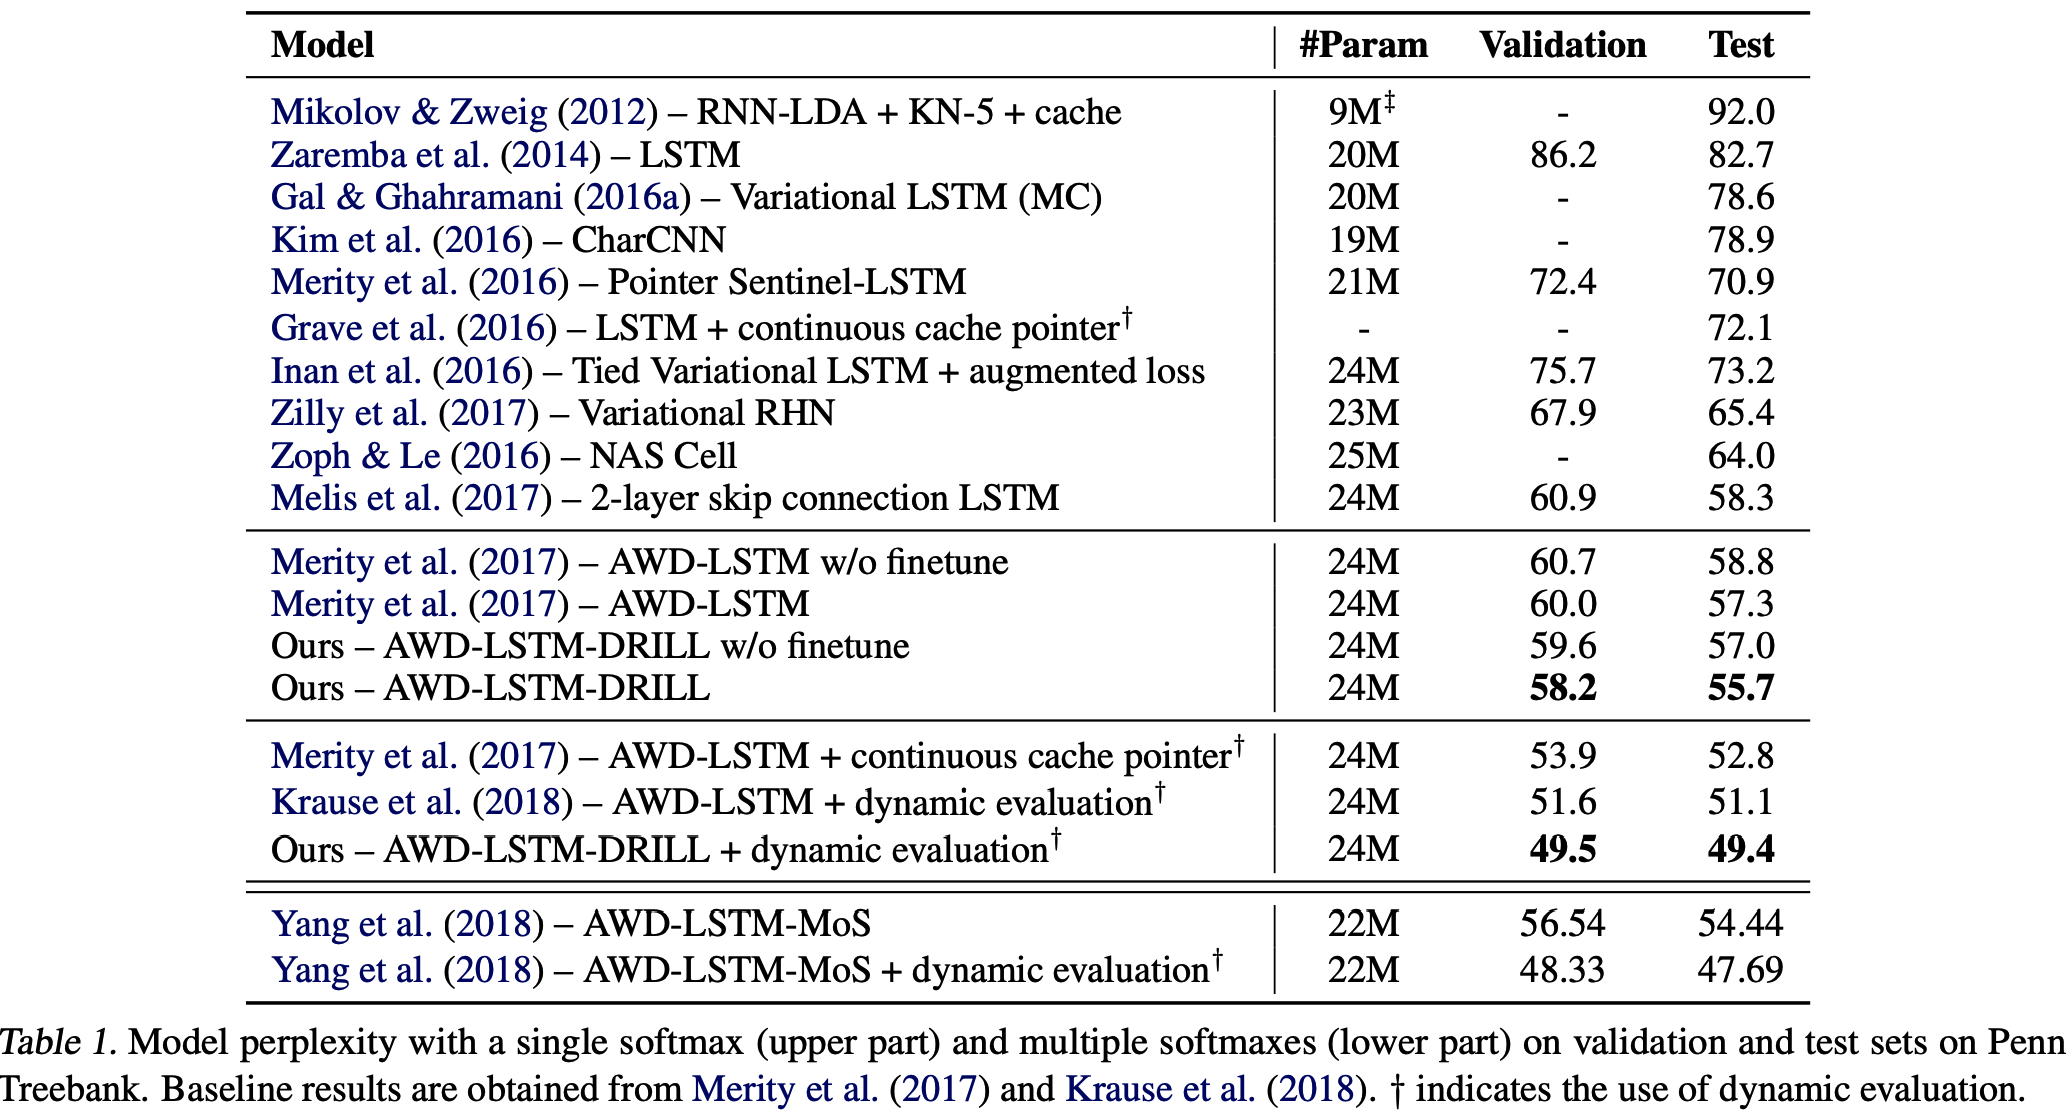 Model #Param Validation Test
Mikolov & Zweig (2012) – RNN-LDA + KN-5 + cache 9M‡ - 92.0
Zaremba et al. (2014) – LSTM 20M 86.2 82.7
Gal & Ghahramani (2016a) – Variational LSTM (MC) 20M - 78.6
Kim et al. (2016) – CharCNN 19M - 78.9
Merity et al. (2016) – Pointer Sentinel-LSTM 21M 72.4 70.9
Grave et al. (2016) – LSTM + continuous cache pointer† - - 72.1
Inan et al. (2016) – Tied Variational LSTM + augmented loss 24M 75.7 73.2
Zilly et al. (2017) – Variational RHN 23M 67.9 65.4
Zoph & Le (2016) – NAS Cell 25M - 64.0
Melis et al. (2017) – 2-layer skip connection LSTM 24M 60.9 58.3
Merity et al. (2017) – AWD-LSTM w/o finetune 24M 60.7 58.8
Merity et al. (2017) – AWD-LSTM 24M 60.0 57.3
Ours – AWD-LSTM-DRILL w/o finetune 24M 59.6 57.0
Ours – AWD-LSTM-DRILL 24M 58.2 55.7
Merity et al. (2017) – AWD-LSTM + continuous cache pointer† 24M 53.9 52.8
Krause et al. (2018) – AWD-LSTM + dynamic evaluation† 24M 51.6 51.1
Ours – AWD-LSTM-DRILL + dynamic evaluation† 24M 49.5 49.4
Yang et al. (2018) – AWD-LSTM-MoS 22M 56.54 54.44
Yang et al. (2018) – AWD-LSTM-MoS + dynamic evaluation† 22M 48.33 47.69
Table 1. Model perplexity with a single softmax (upper part) and multiple softmaxes (lower part) on validation and test sets on Penn
Treebank. Baseline results are obtained from Merity et al. (2017) and Krause et al. (2018). † indicates the use of dynamic evaluation.